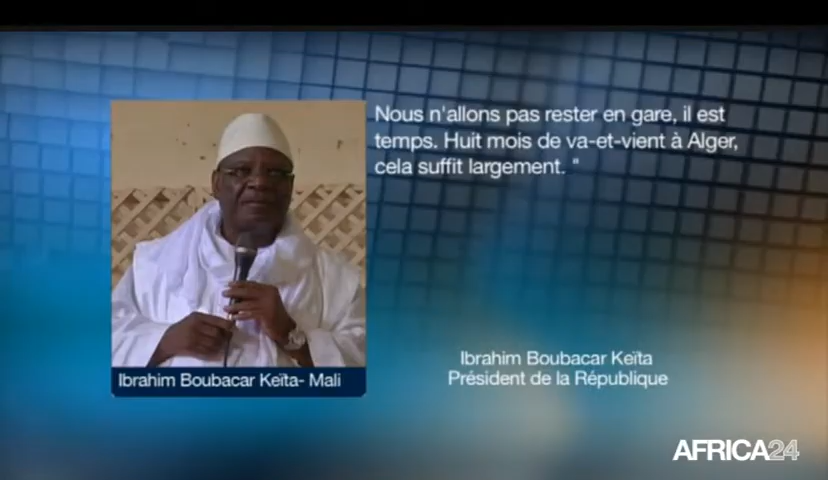 Nous n'allons pas rester en gare, il est
temps. Huit mois de va-et-vient à Alger,
cela suffit largement. "
Ibrahim Boubacar Keïta
Président de la République
Ibrahim Boubacar Keïta- Mali
AFRICA24